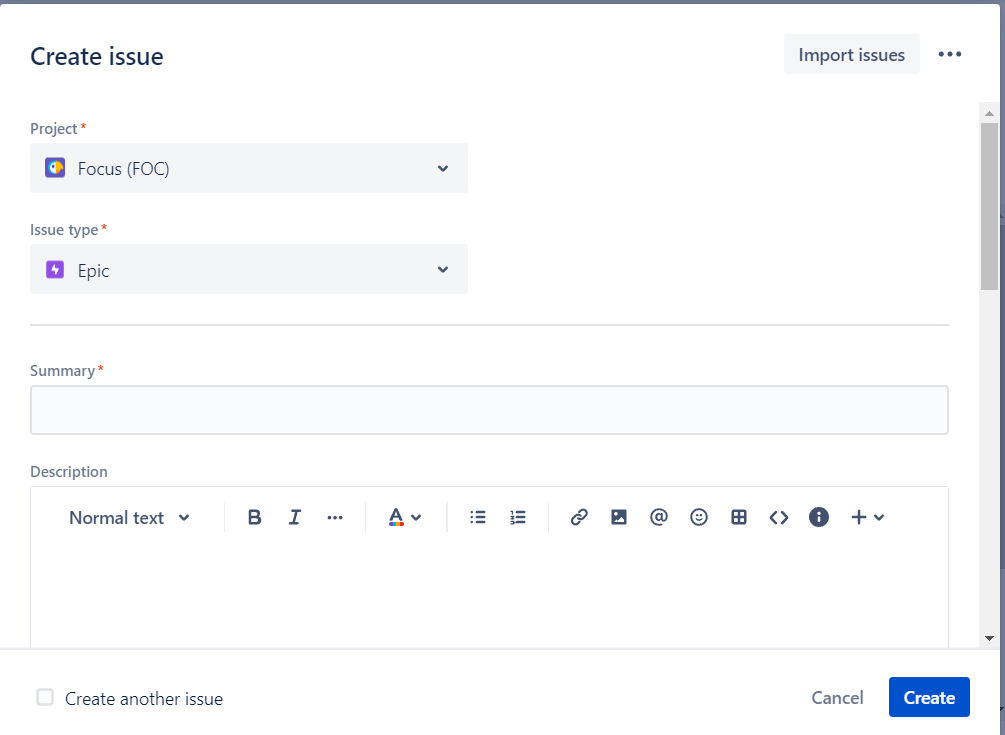 Create issue
Import issues
Project *
Focus (FOC)
Issue type *
Epic
Summary *
Description
Normal text
Create another issue
Cancel
Create